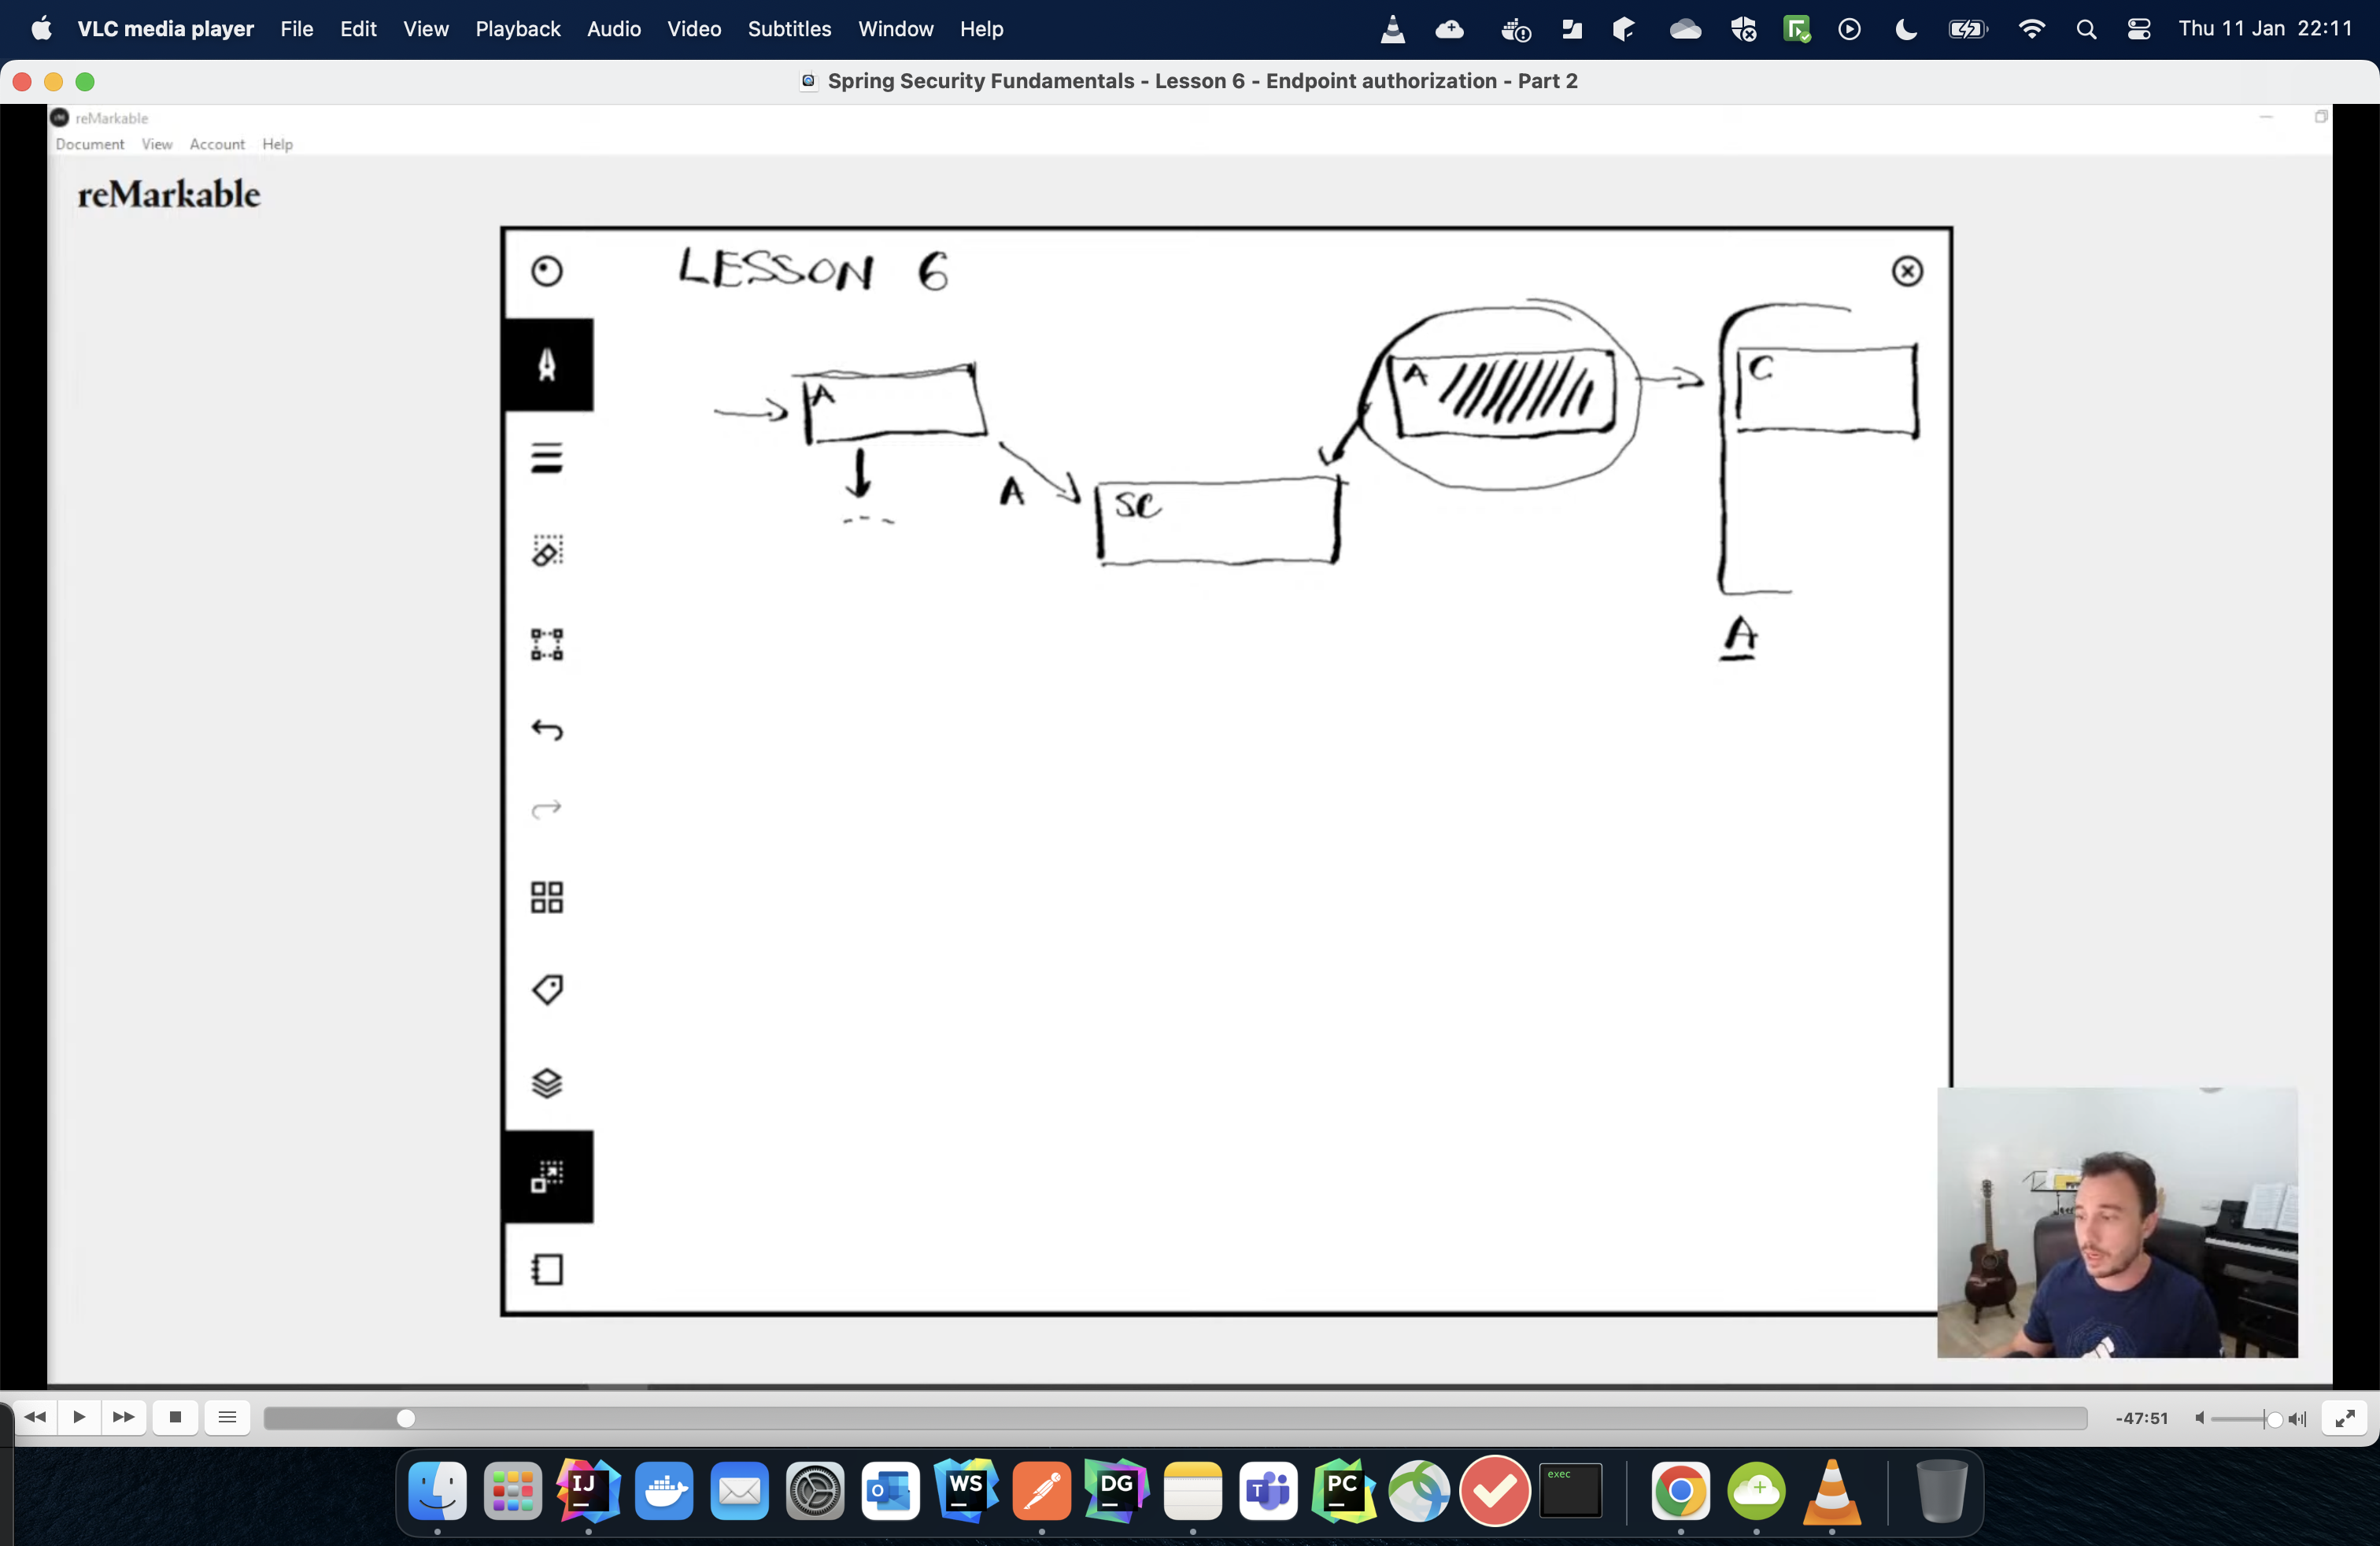 VLC media player File Edit View Playback Audio Video Subtitles Window Help Thu 11 Jan 22:11
Spring Security Fundamentals - Lesson 6 - Endpoint authorization - Part 2
reMarkable
Document View Account Help
reMarkable
LESSON 6
A
A
C
A
SC
A
-47:51
IJ
O
WS
DG
T
PC
exec